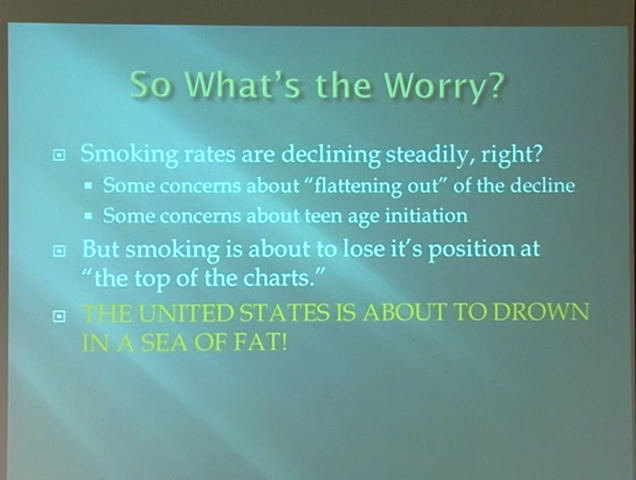 So What's the Worry?
Smoking rates are declining steadily, right?
Some concerns about "flattening out" of the decline
Some concerns about teen age initiation
But smoking is about to lose it's position at
"the top of the charts."
THE UNITED STATES IS ABOUT TO DROWN
IN A SEA OF FAT!